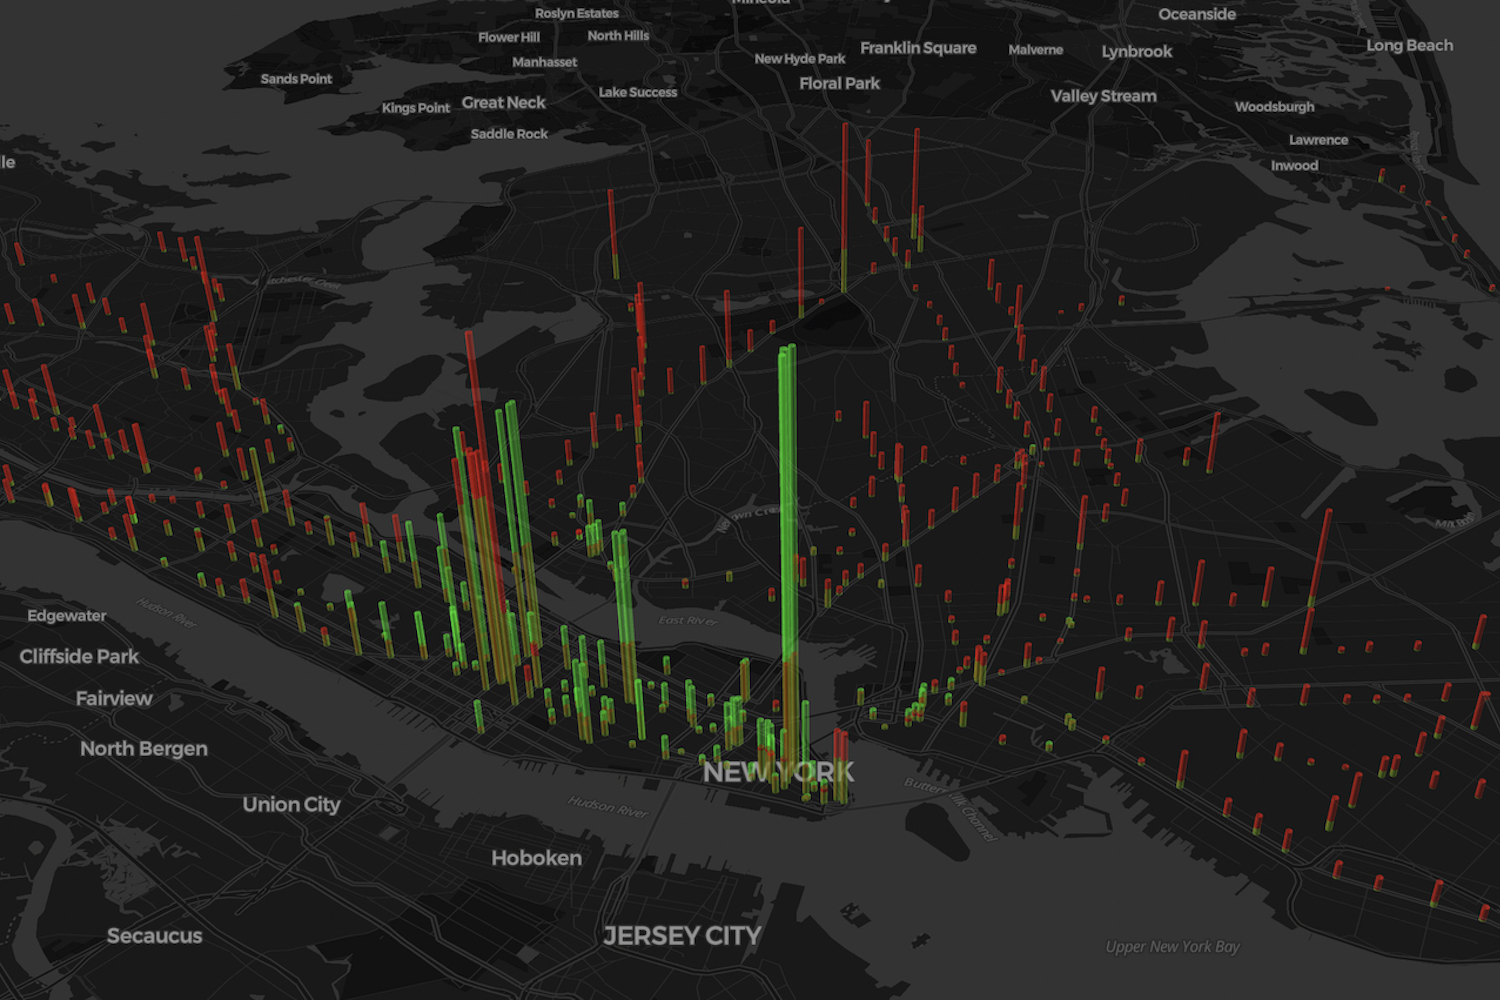 Mineola
Roslyn Estates
Oceanside
Flower Hill
North Hills
Franklin Square
Malverne
Lynbrook
Long Beach
Manhasset
New Hyde Park
Sands Point
Floral Park
Kings Point
Great Neck
Lake Success
Valley Stream
Woodsburgh
Saddle Rock
Lawrence
lle
Inwood
East River
Hudson River
Edgewater
Cliffside Park
Fairview
North Bergen
NEW YORK
Union City
Hudson River
Buttermilk Channel
Hoboken
Secaucus
JERSEY CITY
Upper New York Bay